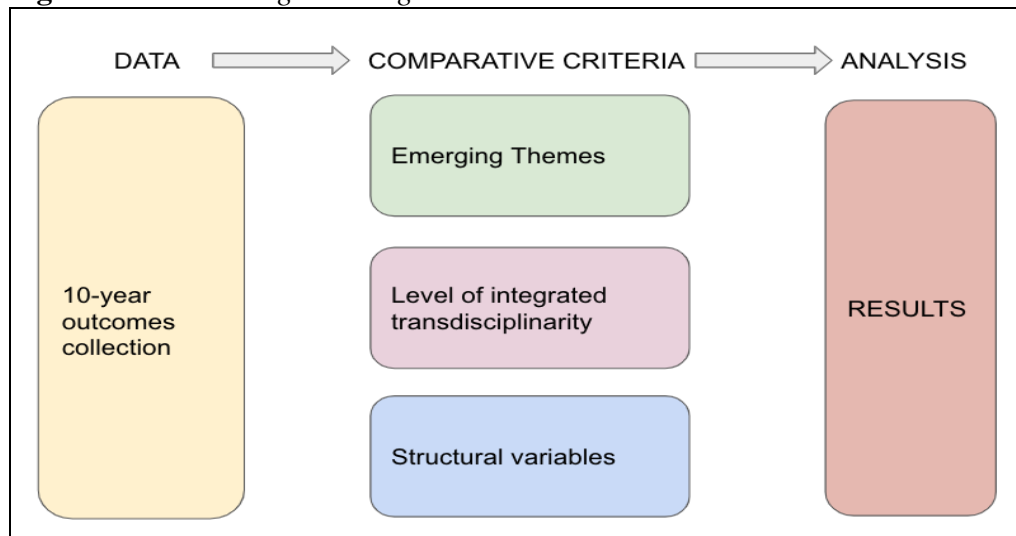 DATA
COMPARATIVE CRITERIA
ANALYSIS
Emerging Themes
10-year
outcomes
collection
Level of integrated
transdisciplinarity
Structural variables
RESULTS